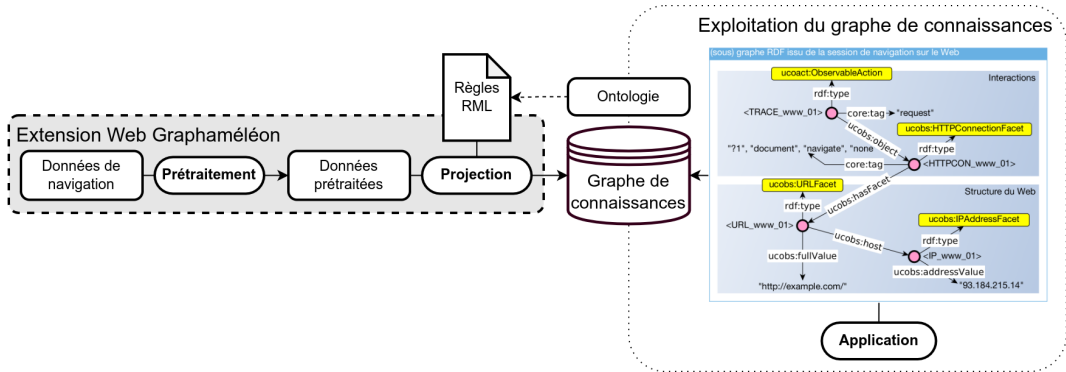 Exploitation du graphe de connaissances
(sous) graphe RDF issu de la session de navigation sur le Web
ucoact:ObservableAction
Interactions
rdf:type
<TRACE_www_01>
core:tag
"request"
ucobs:HTTPConnectionFacet
ucobs:object
rdf:type
"?1", "document", "navigate", "none
core:tag
<HTTPCON_www_01>
ucobs:hasFacet
Structure du Web
ucobs:URLFacet
rdf:type
ucobs:IPAddressFacet
<URL_www_01>
ucobs:host
rdf:type
ucobs:fullValue
<IP_www_01>
ucobs:addressValue
"http://example.com/"
"93.184.215.14"
Application
Règles
RML
Ontologie
Extension Web Graphaméléon
Données de
navigation
Prétraitement
Données
prétraitées
Projection
Graphe de
connaissances